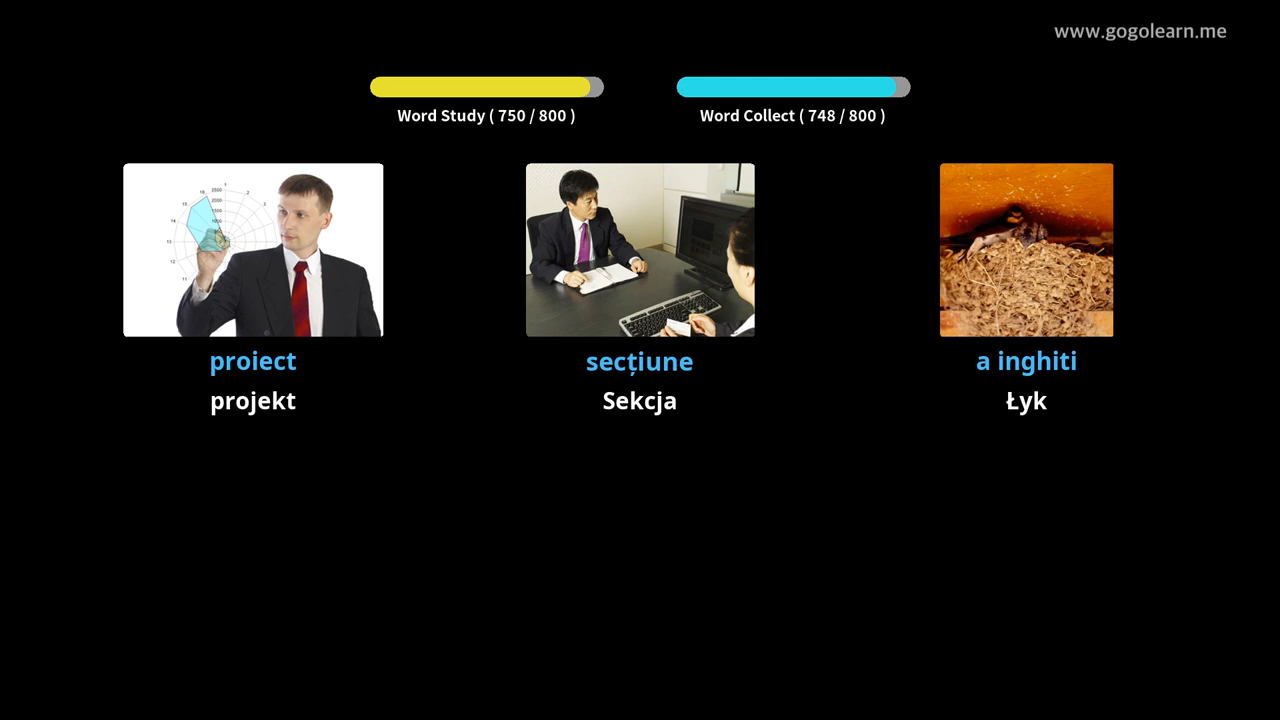 www.gogolearn.me
Word Study ( 750 / 800 )
Word Collect ( 748 / 800 )
proiect
secțiune
a inghiti
projekt
Sekcja
Łyk